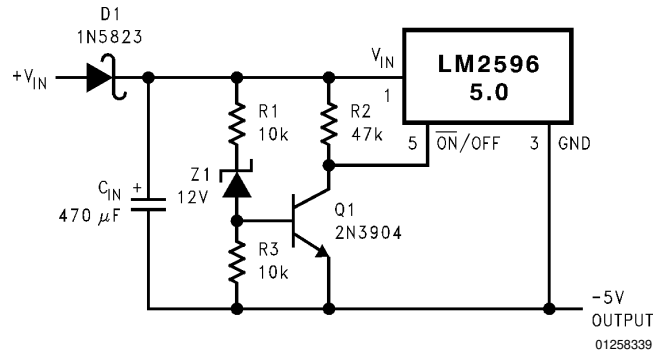 D1
1N5823
+VIN
VIN
1
LM2596
5.0
5
ON/OFF
3
GND
R1
10k
R2
47k
Z1
12V
CIN
+
470 μF
Q1
2N3904
R3
10k
–5V
OUTPUT
01258339